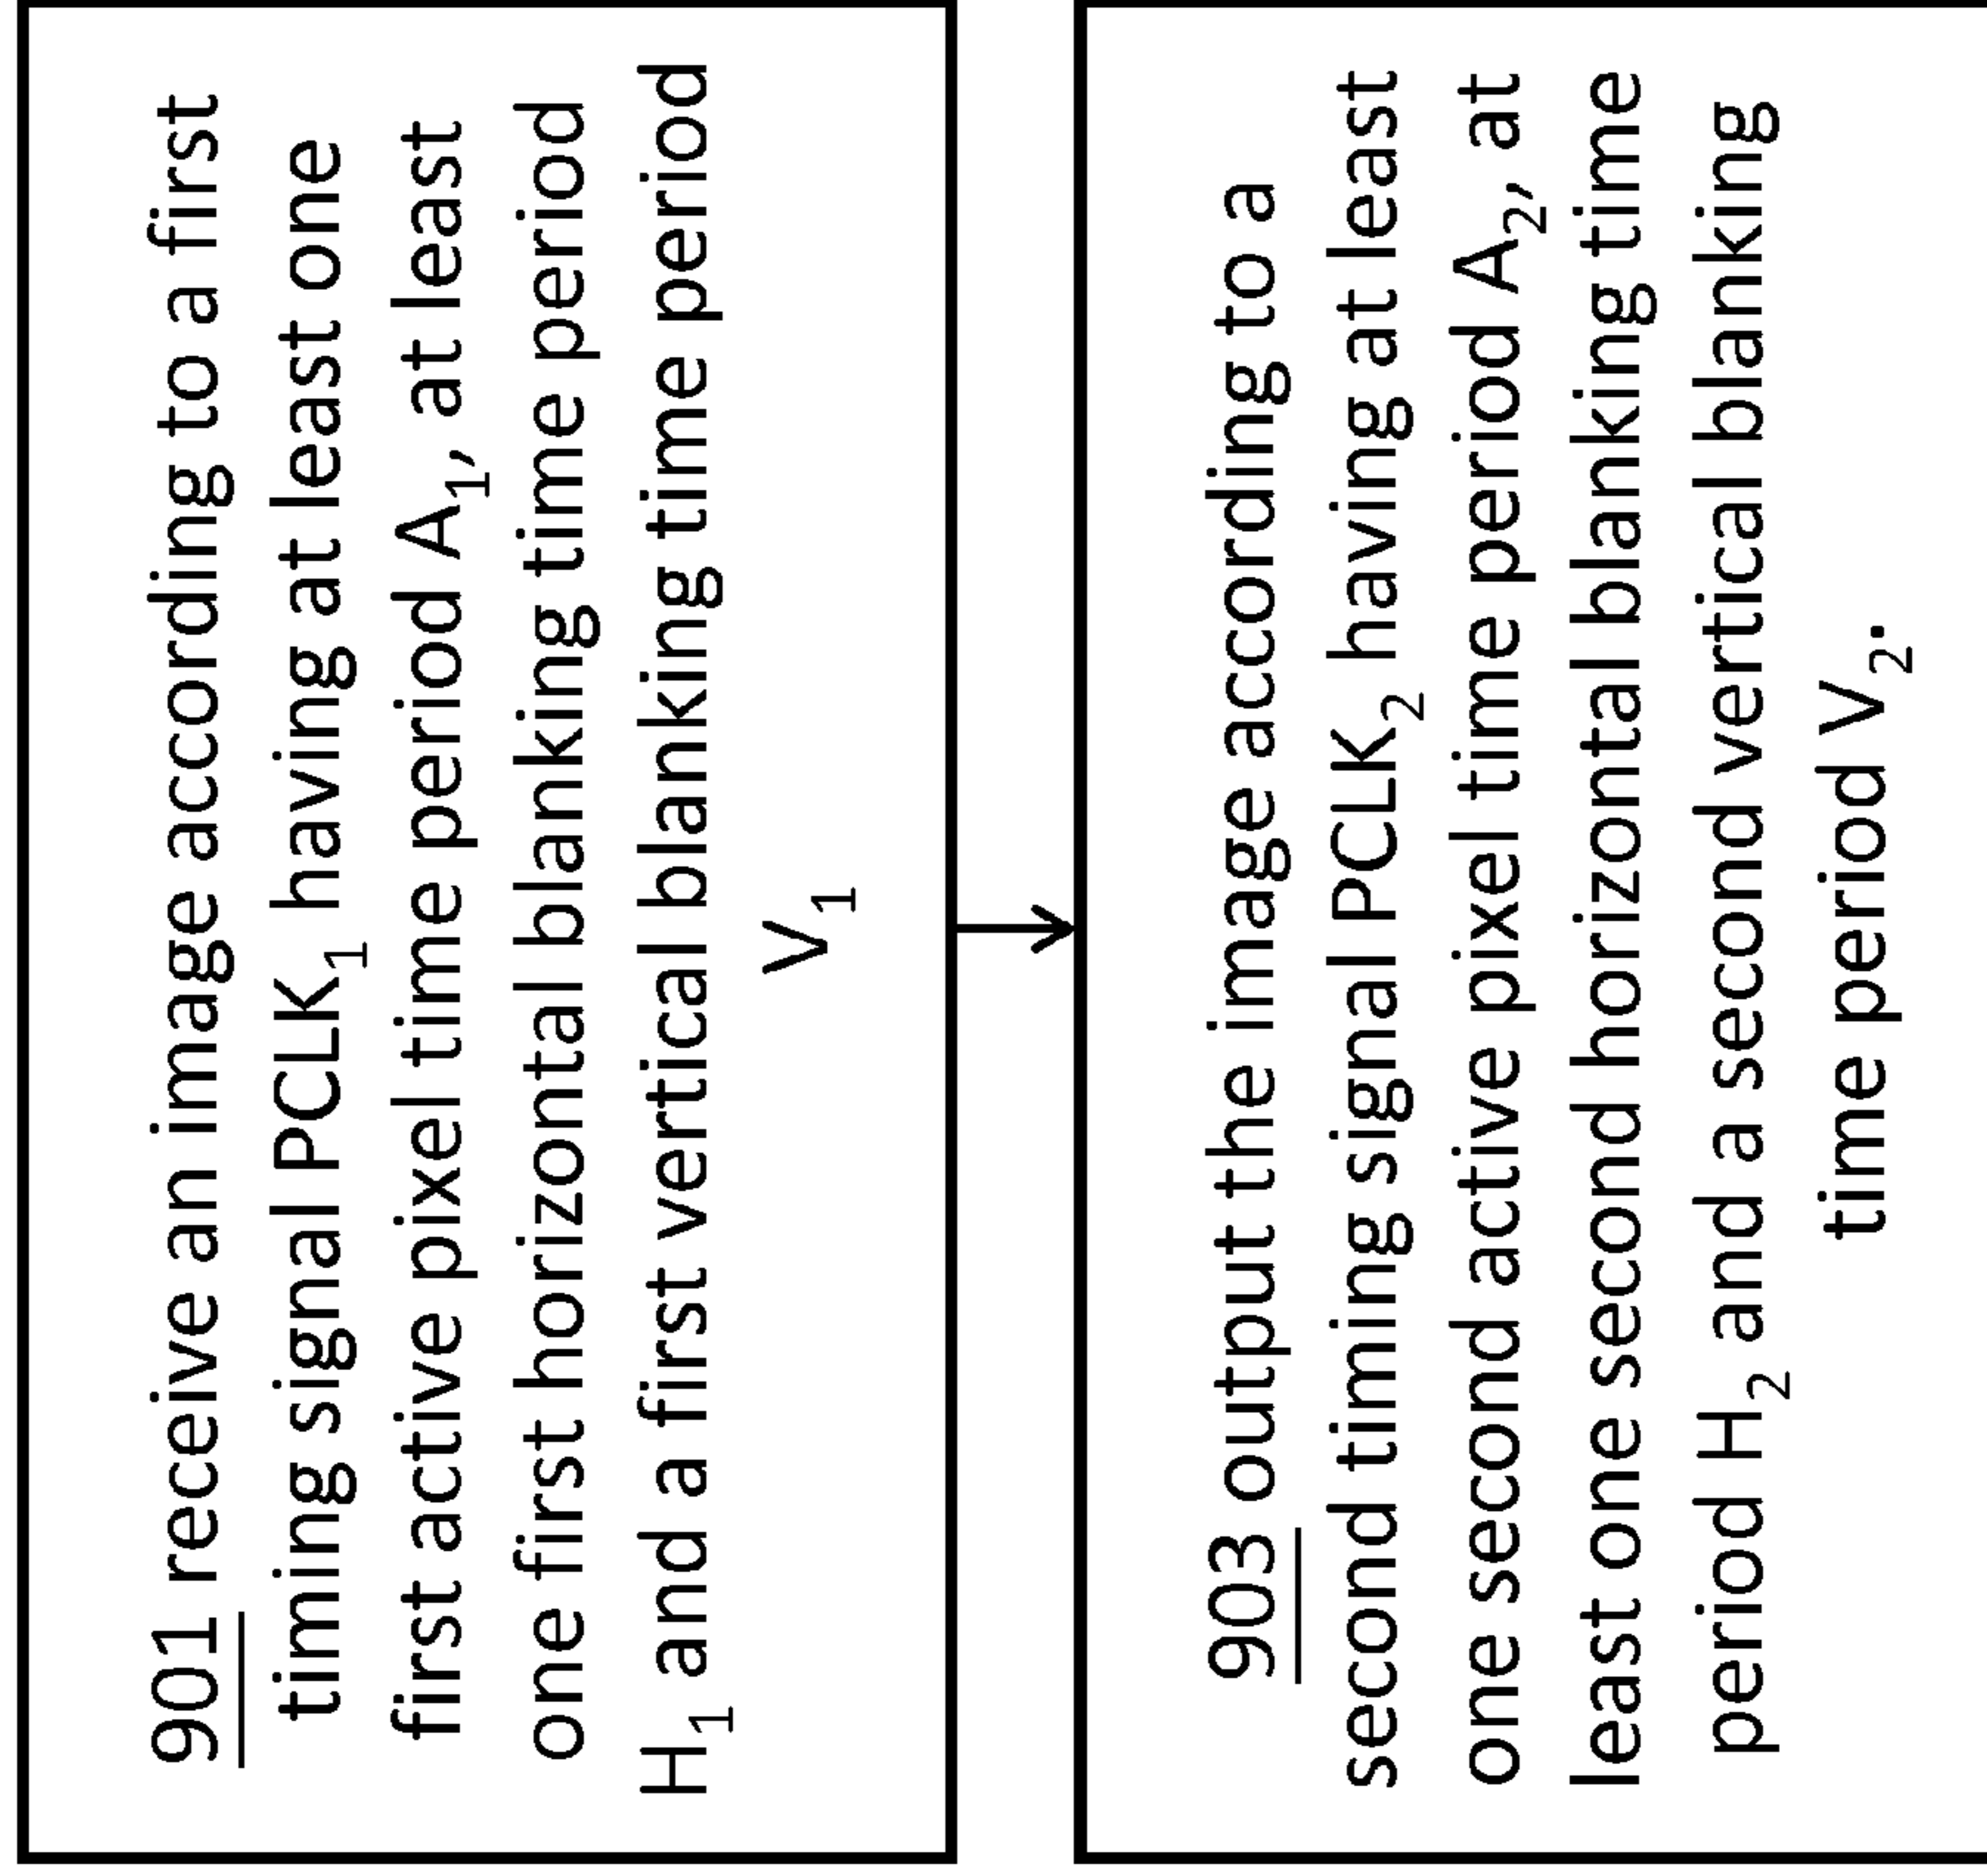 901 receive an image according to a first
timing signal PCLK₁ having at least one
first active pixel time period A₁, at least
one first horizontal blanking time period
H₁ and a first vertical blanking time period
V₁
903 output the image according to a
second timing signal PCLK₂ having at least
one second active pixel time period A₂, at
least one second horizontal blanking time
period H₂ and a second vertical blanking
time period V₂.